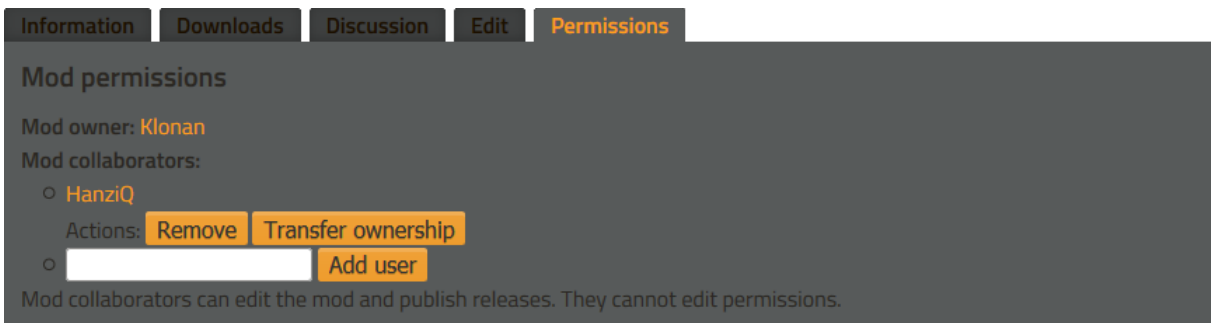 Information Downloads Discussion Edit Permissions
Mod permissions
Mod owner: Klonan
Mod collaborators:
HanziQ
Actions: Remove Transfer ownership
Add user
Mod collaborators can edit the mod and publish releases. They cannot edit permissions.